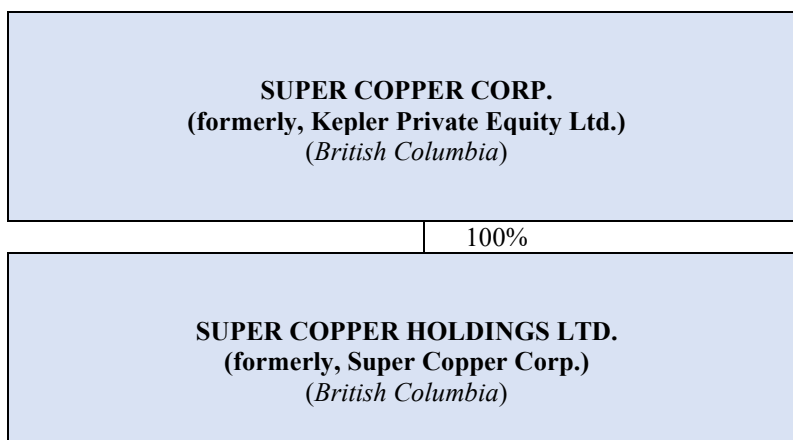 SUPER COPPER CORP.
(formerly, Kepler Private Equity Ltd.)
(British Columbia)
100%
SUPER COPPER HOLDINGS LTD.
(formerly, Super Copper Corp.)
(British Columbia)